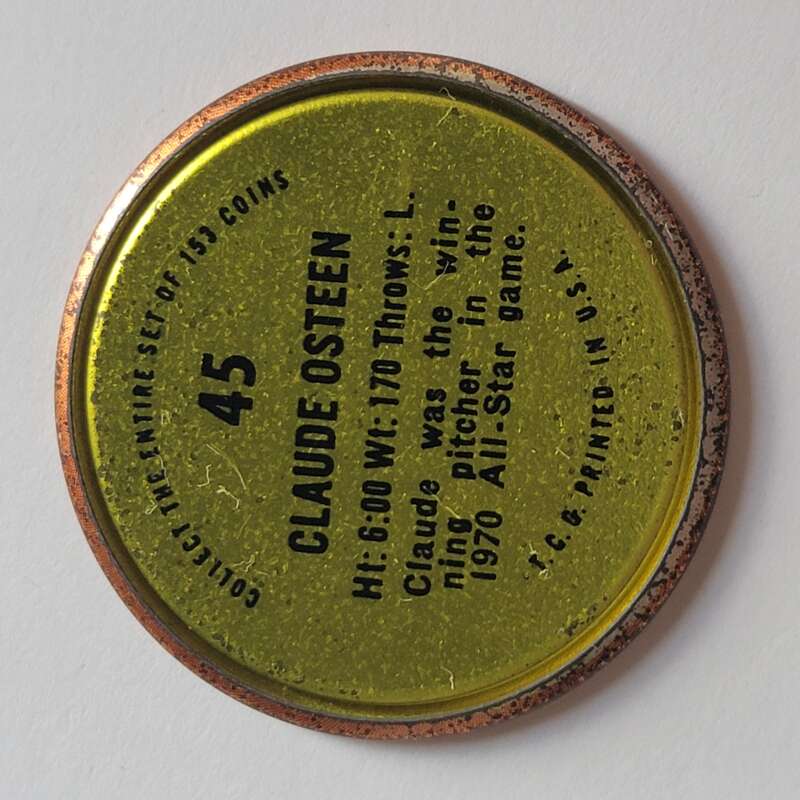 COLLECT THE ENTIRE SET OF 153 COINS
45
CLAUDE OSTEEN
Ht: 6:00 Wt: 170 Throws: L.
Claude was the win-
ning pitcher in the
1970 All-Star game.
T. C. G. PRINTED IN U.S.A.